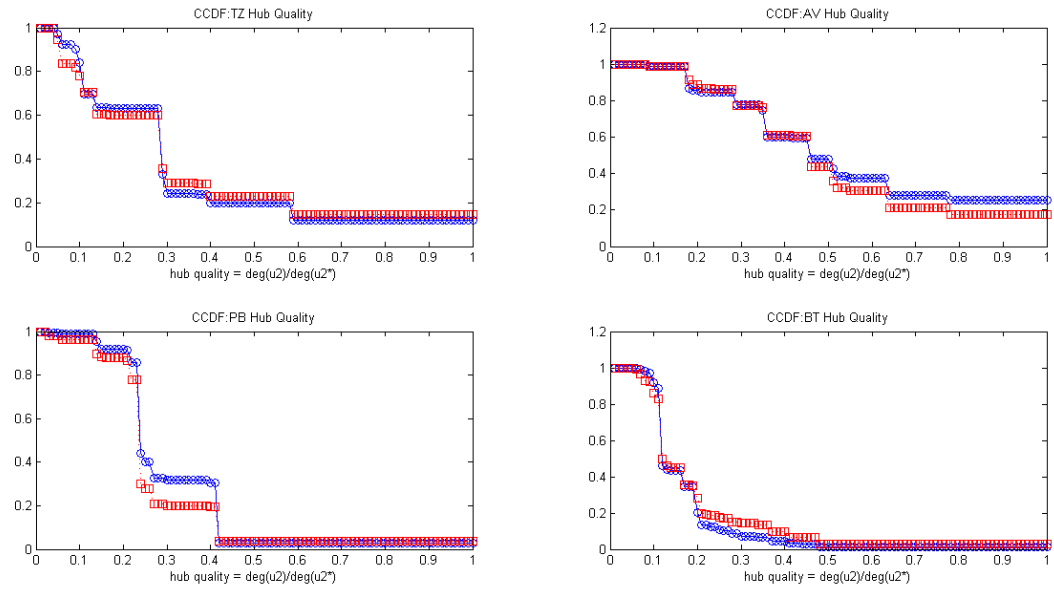 CCDF:TZ Hub Quality
1
0.8
0.6
0.4
0.2
0
0 0.1 0.2 0.3 0.4 0.5 0.6 0.7 0.8 0.9 1
hub quality = deg(u2)/deg(u2*)
CCDF:AV Hub Quality
1.2
1
0.8
0.6
0.4
0.2
0
0 0.1 0.2 0.3 0.4 0.5 0.6 0.7 0.8 0.9 1
hub quality = deg(u2)/deg(u2*)
CCDF:PB Hub Quality
1
0.8
0.6
0.4
0.2
0
0 0.1 0.2 0.3 0.4 0.5 0.6 0.7 0.8 0.9 1
hub quality = deg(u2)/deg(u2*)
CCDF:BT Hub Quality
1.2
1
0.8
0.6
0.4
0.2
0
0 0.1 0.2 0.3 0.4 0.5 0.6 0.7 0.8 0.9 1
hub quality = deg(u2)/deg(u2*)